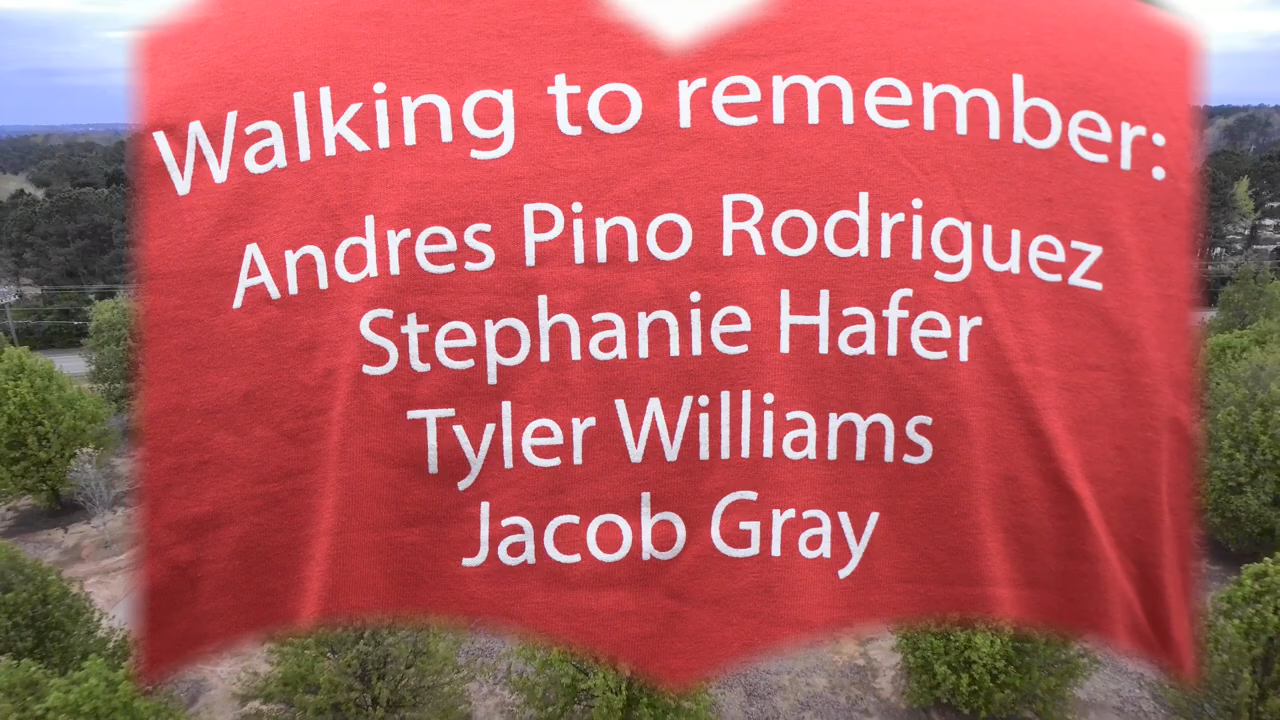 Walking to remember:
Andres Pino Rodriguez
Stephanie Hafer
Tyler Williams
Jacob Gray